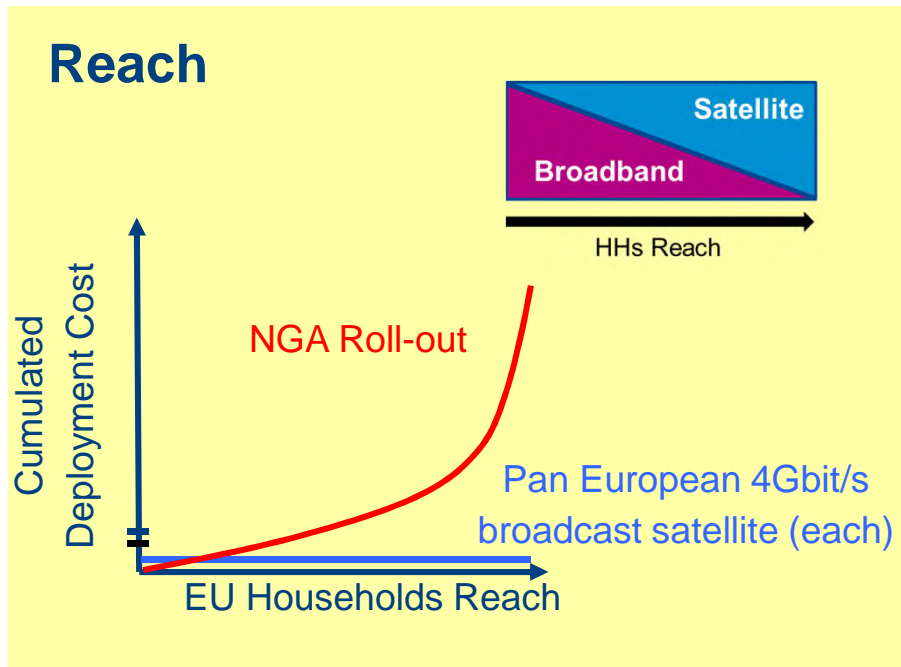 Reach
Satellite
Broadband
HHs Reach
Cumulated
Deployment Cost
NGA Roll-out
Pan European 4Gbit/s
broadcast satellite (each)
EU Households Reach